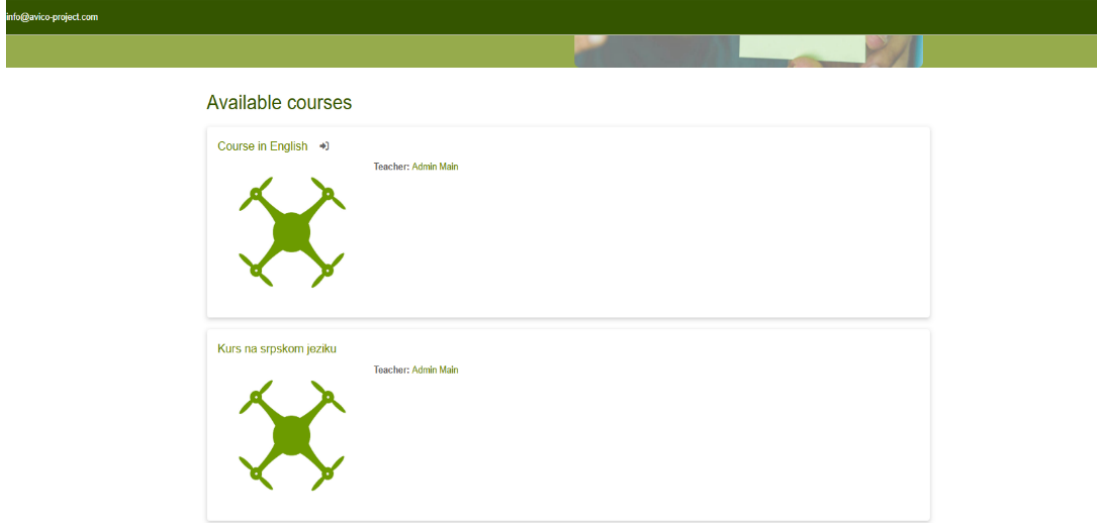 info@avico-project.com
Available courses
Course in English
Teacher: Admin Main
Kurs na srpskom jeziku
Teacher: Admin Main